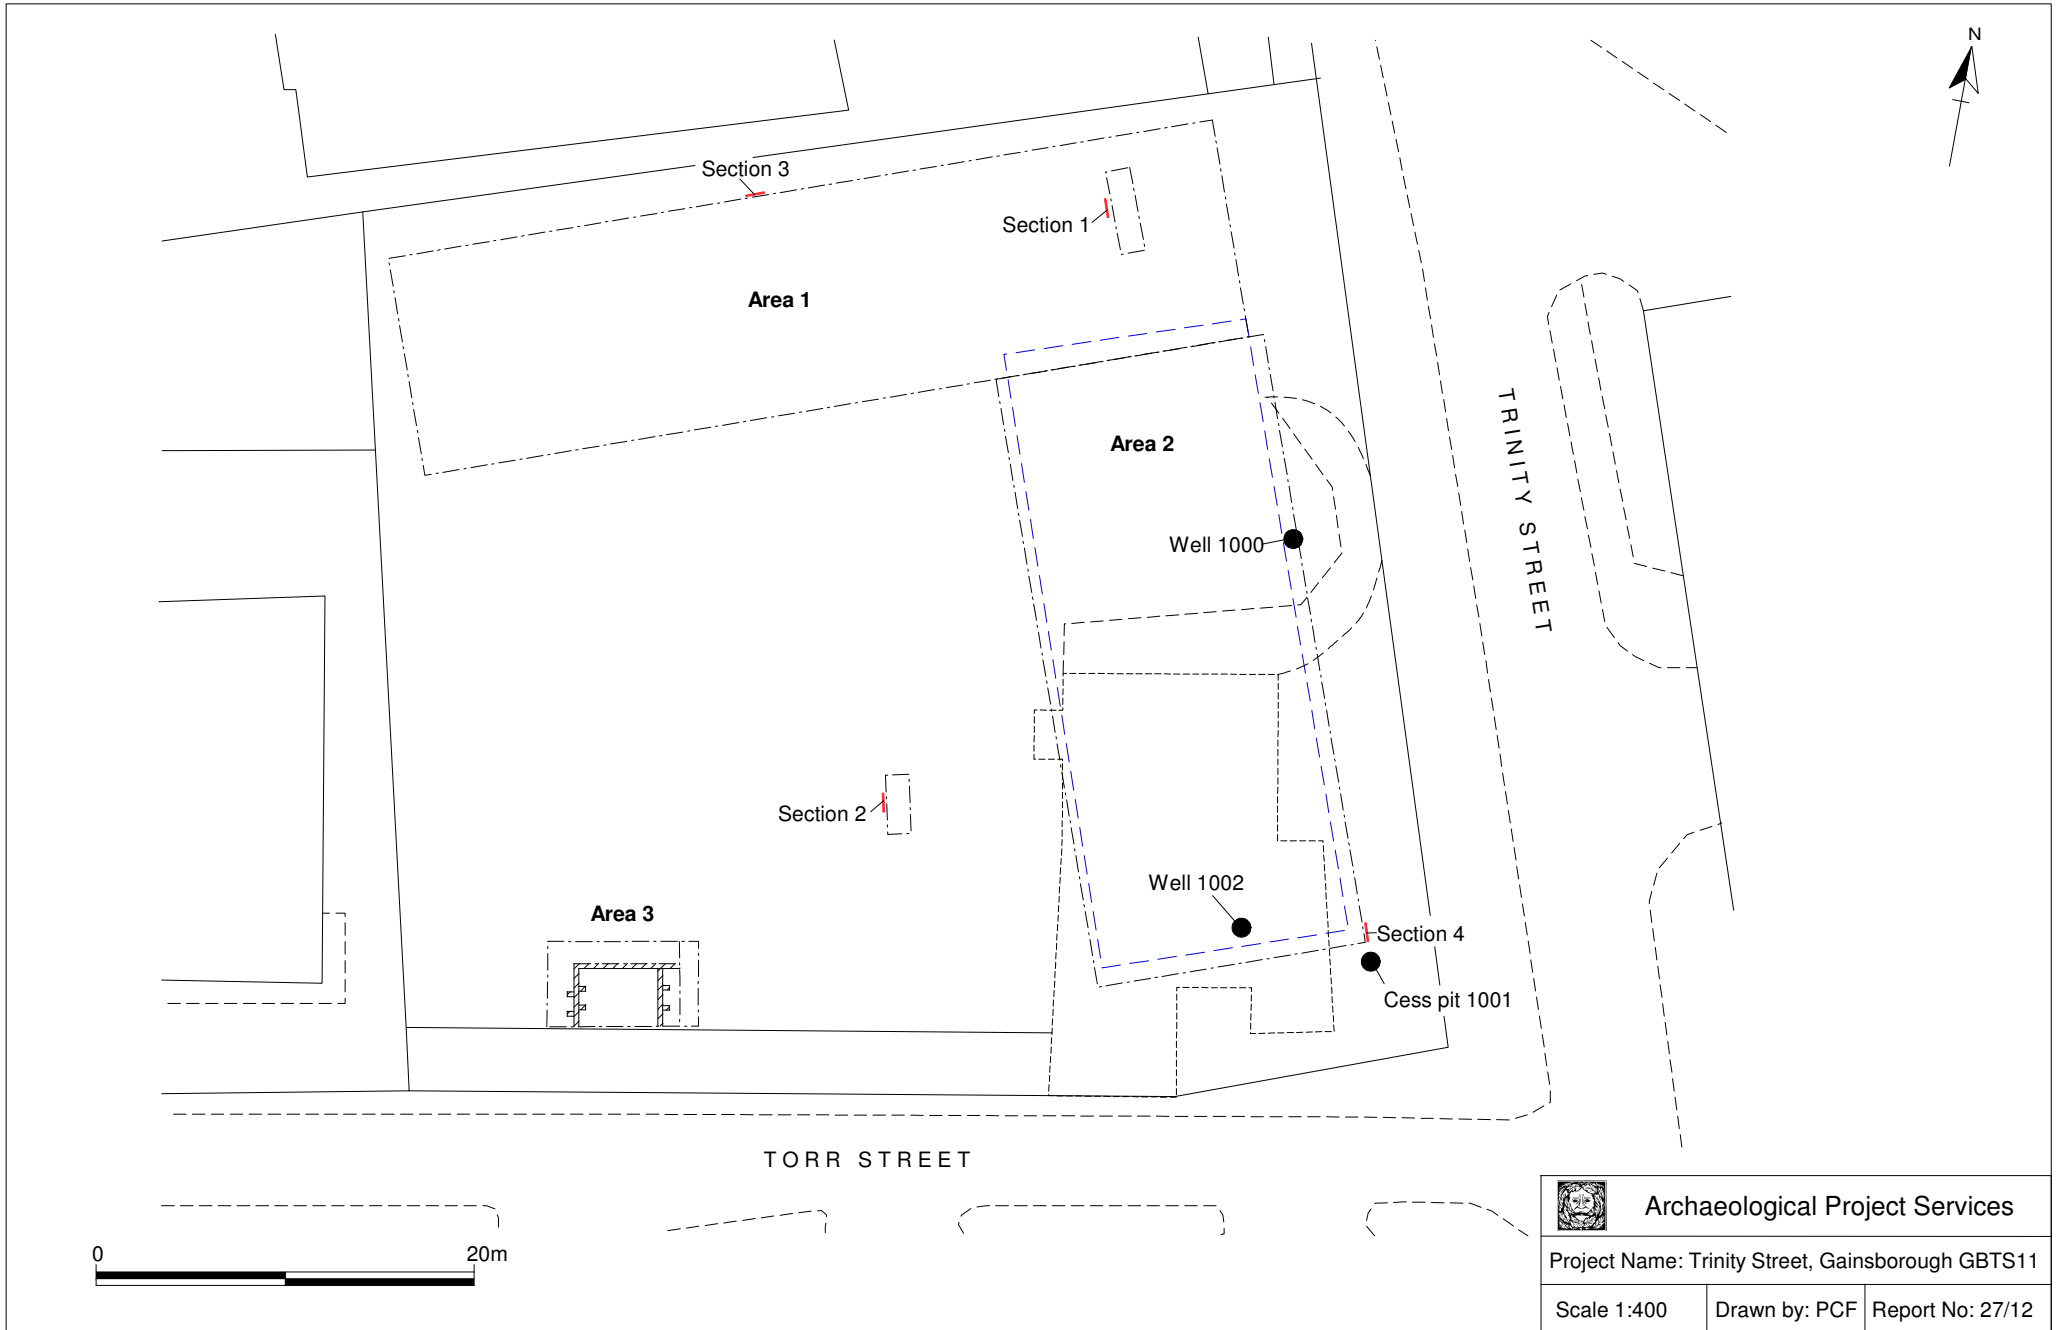 N
Section 3
Section 1
Area 1
Area 2
TRINITY STREET
Well 1000
Section 2
Well 1002
Area 3
Section 4
Cess pit 1001
TORR STREET
0 20m
Archaeological Project Services
Project Name: Trinity Street, Gainsborough GBTS11
Scale 1:400 Drawn by: PCF Report No: 27/12